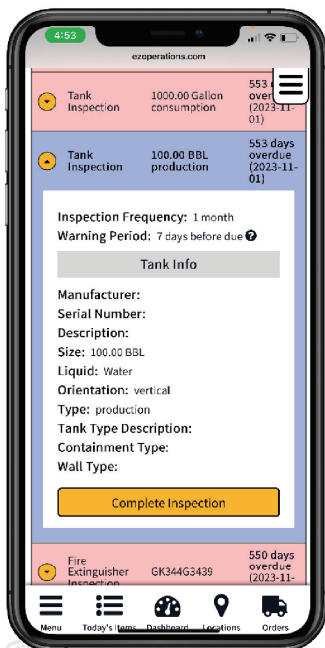 4:53
ezoperations.com
Tank Inspection
1000.00 Gallon consumption
553
(2023-11-01)
Tank Inspection
100.00 BBL production
553 days overdue (2023-11-01)
Inspection Frequency: 1 month
Warning Period: 7 days before due
Tank Info
Manufacturer:
Serial Number:
Description:
Size: 100.00 BBL
Liquid: Water
Orientation: vertical
Type: production
Tank Type Description:
Containment Type:
Wall Type:
Complete Inspection
Fire Extinguisher Inspection
GK344G3439
550 days overdue (2023-11-
Menu
Today's Items
Dashboard
Locations
Orders